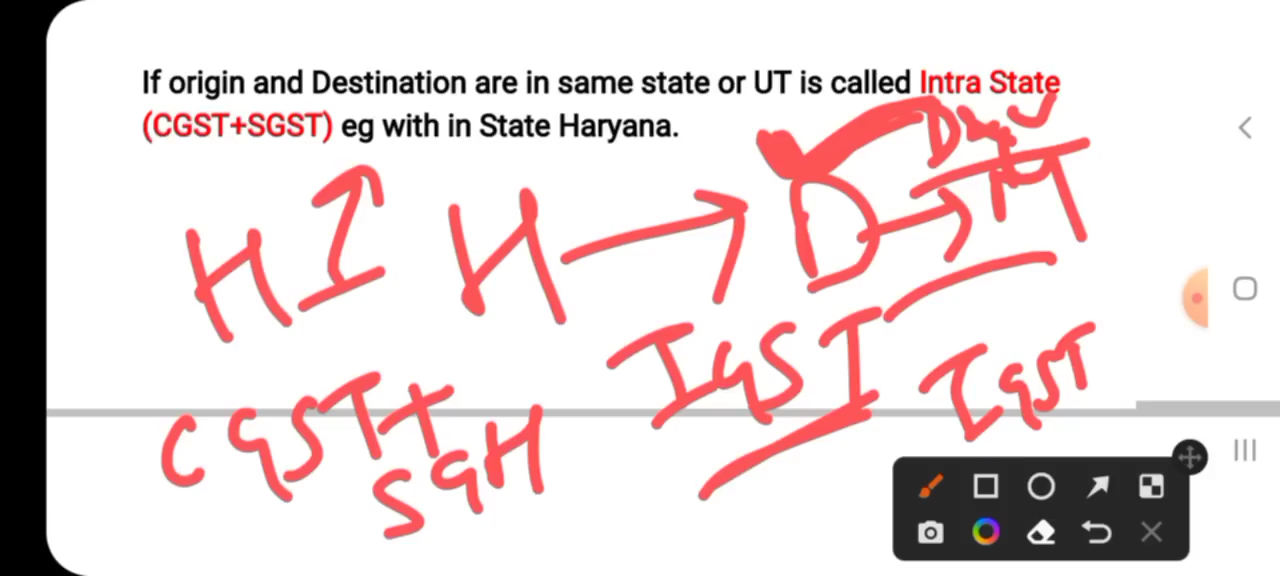 If origin and Destination are in same state or UT is called Intra State
(CGST+SGST) eg with in State Haryana.
H I H → D → M
IGST IGST
CGST+
SGH